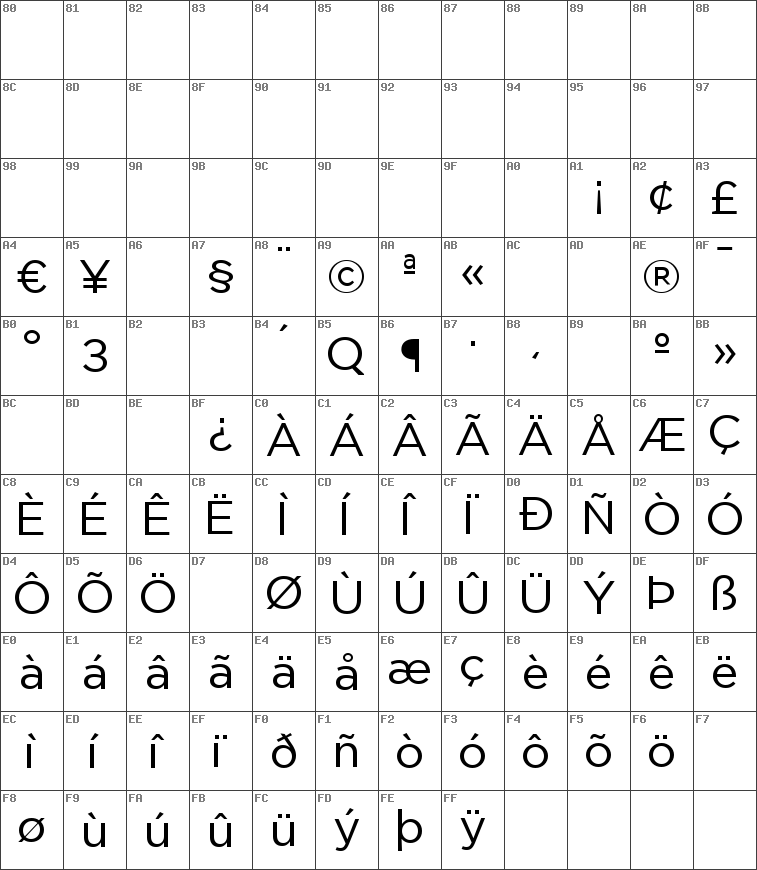 80 81 82 83 84 85 86 87 88 89 8A 8B
8C 8D 8E 8F 90 91 92 93 94 95 96 97
98 99 9A 9B 9C 9D 9E 9F A0 A1 A2 A3
¡ ¢ £
A4 A5 A6 A7 A8 A9 AA AB AC AD AE AF
€ ¥ § ¨ © ª « ® ¯
B0 B1 B2 B3 B4 B5 B6 B7 B8 B9 BA BB
° 3 ´ Q ¶ · ¸ º »
BC BD BE BF C0 C1 C2 C3 C4 C5 C6 C7
¿ À Á Â Ã Ä Å Æ Ç
C8 C9 CA CB CC CD CE CF D0 D1 D2 D3
È É Ê Ë Ì Í Î Ï Ð Ñ Ò Ó
D4 D5 D6 D7 D8 D9 DA DB DC DD DE DF
Ô Õ Ö Ø Ù Ú Û Ü Ý Þ ß
E0 E1 E2 E3 E4 E5 E6 E7 E8 E9 EA EB
à á â ã ä å æ ç è é ê ë
EC ED EE EF F0 F1 F2 F3 F4 F5 F6 F7
ì í î ï ð ñ ò ó ô õ ö
F8 F9 FA FB FC FD FE FF
ø ù ú û ü ý þ ÿ